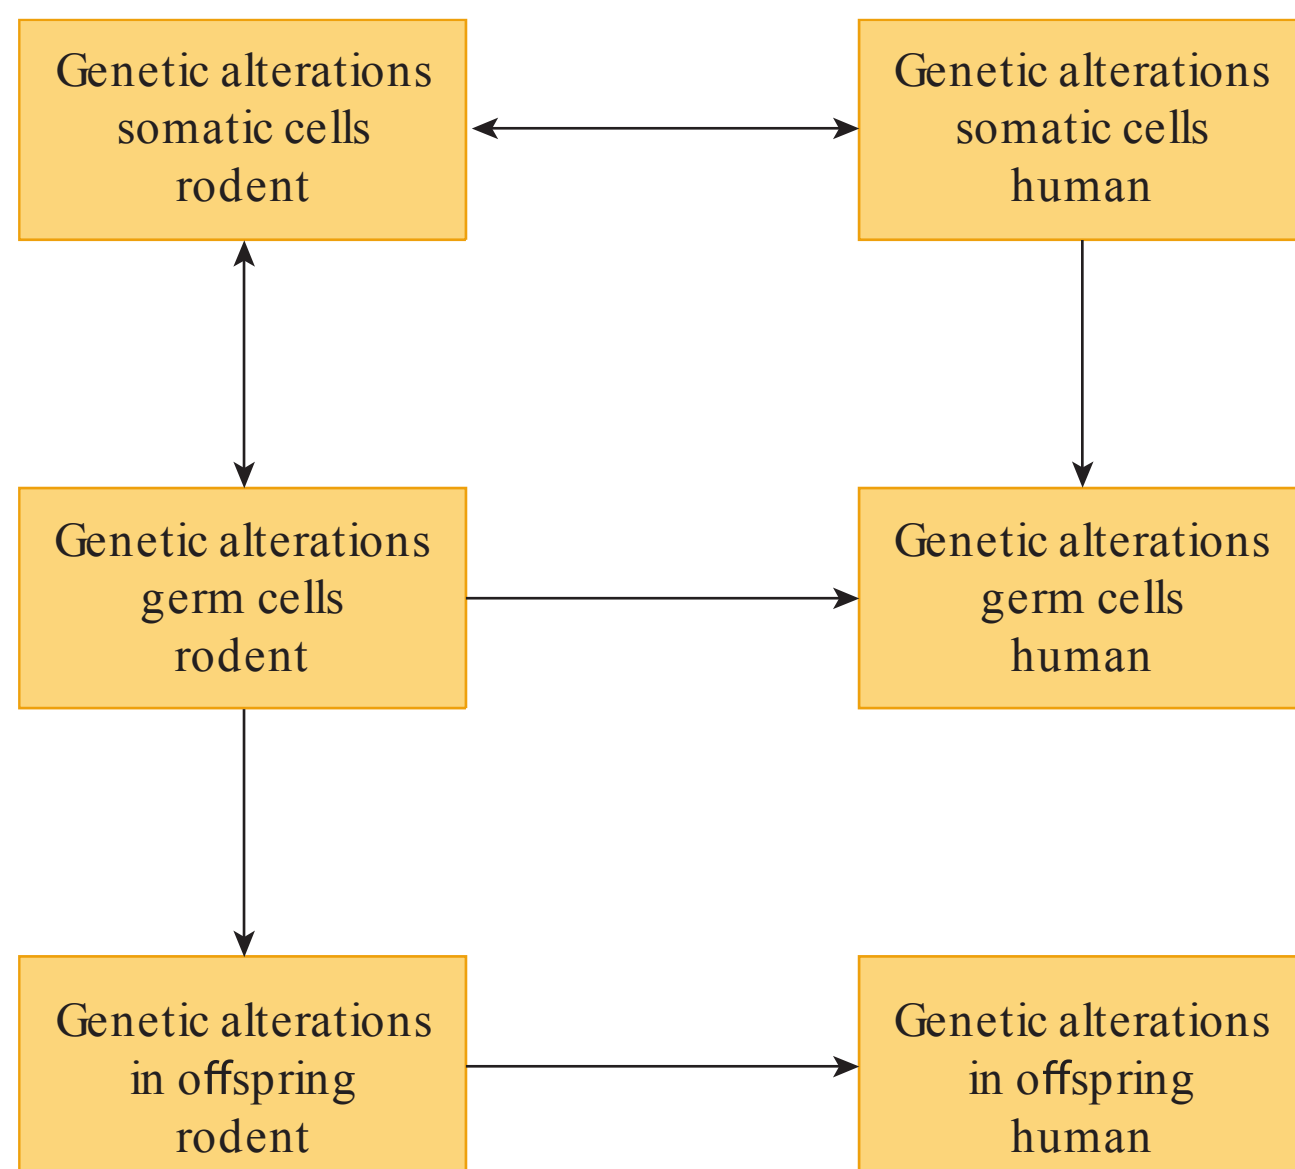 Genetic alterations
somatic cells
rodent
Genetic alterations
somatic cells
human
Genetic alterations
germ cells
rodent
Genetic alterations
germ cells
human
Genetic alterations
in offspring
rodent
Genetic alterations
in offspring
human